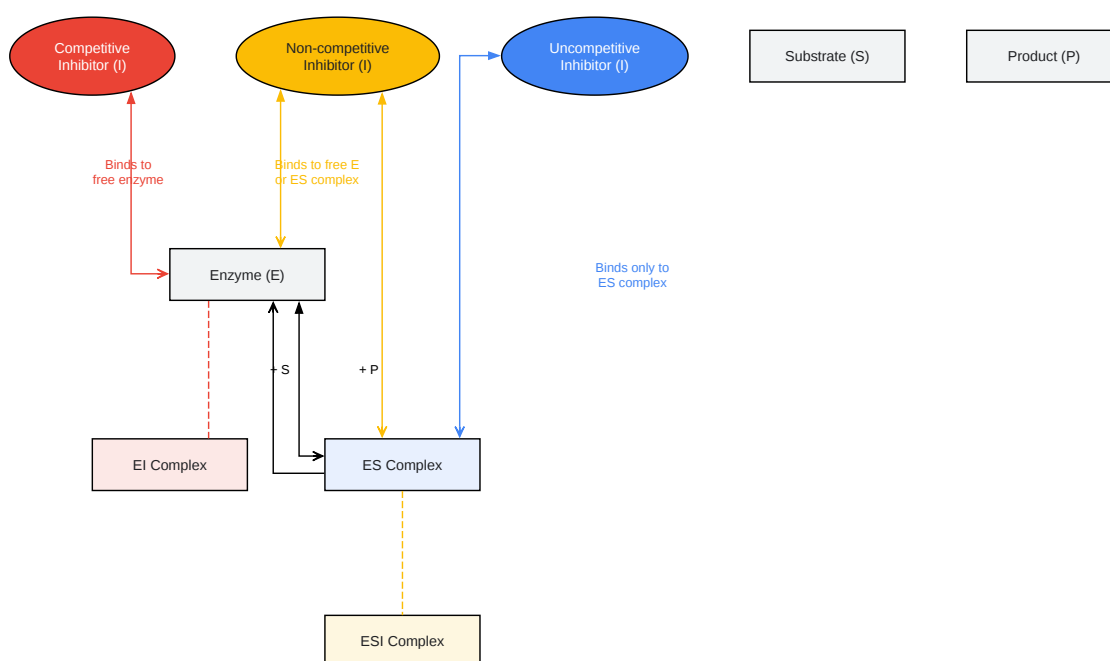 Competitive
Inhibitor (I)
Non-competitive
Inhibitor (I)
Uncompetitive
Inhibitor (I)
Substrate (S)
Product (P)
Binds to
free enzyme
Binds to free E
or ES complex
Enzyme (E)
Binds only to
ES complex
+ S
+ P
EI Complex
ES Complex
ESI Complex